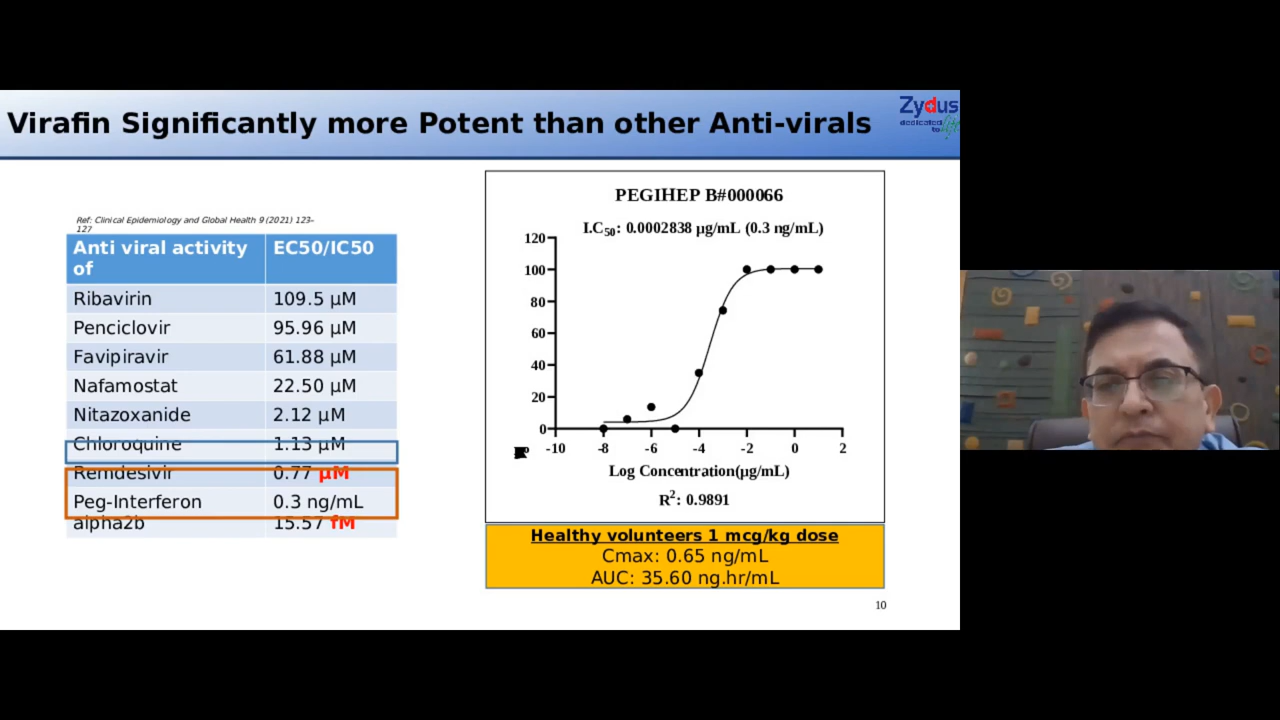 Virafin Significantly more Potent than other Anti-virals
Zydus
dedicated
to life
Ref: Clinical Epidemiology and Global Health 9 (2021) 123–
127
Anti viral activity EC50/IC50
of
Ribavirin 109.5 µM
Penciclovir 95.96 µM
Favipiravir 61.88 µM
Nafamostat 22.50 µM
Nitazoxanide 2.12 µM
Chloroquine 1.13 µM
Remdesivir 0.77 µM
Peg-Interferon 0.3 ng/mL
alpha2b 15.57 fM
PEGIHEP B#000066
I.C50: 0.0002838 µg/mL (0.3 ng/mL)
120
100
80
60
40
20
0
-10 -8 -6 -4 -2 0 2
Log Concentration(µg/mL)
R2: 0.9891
Healthy volunteers 1 mcg/kg dose
Cmax: 0.65 ng/mL
AUC: 35.60 ng.hr/mL
10